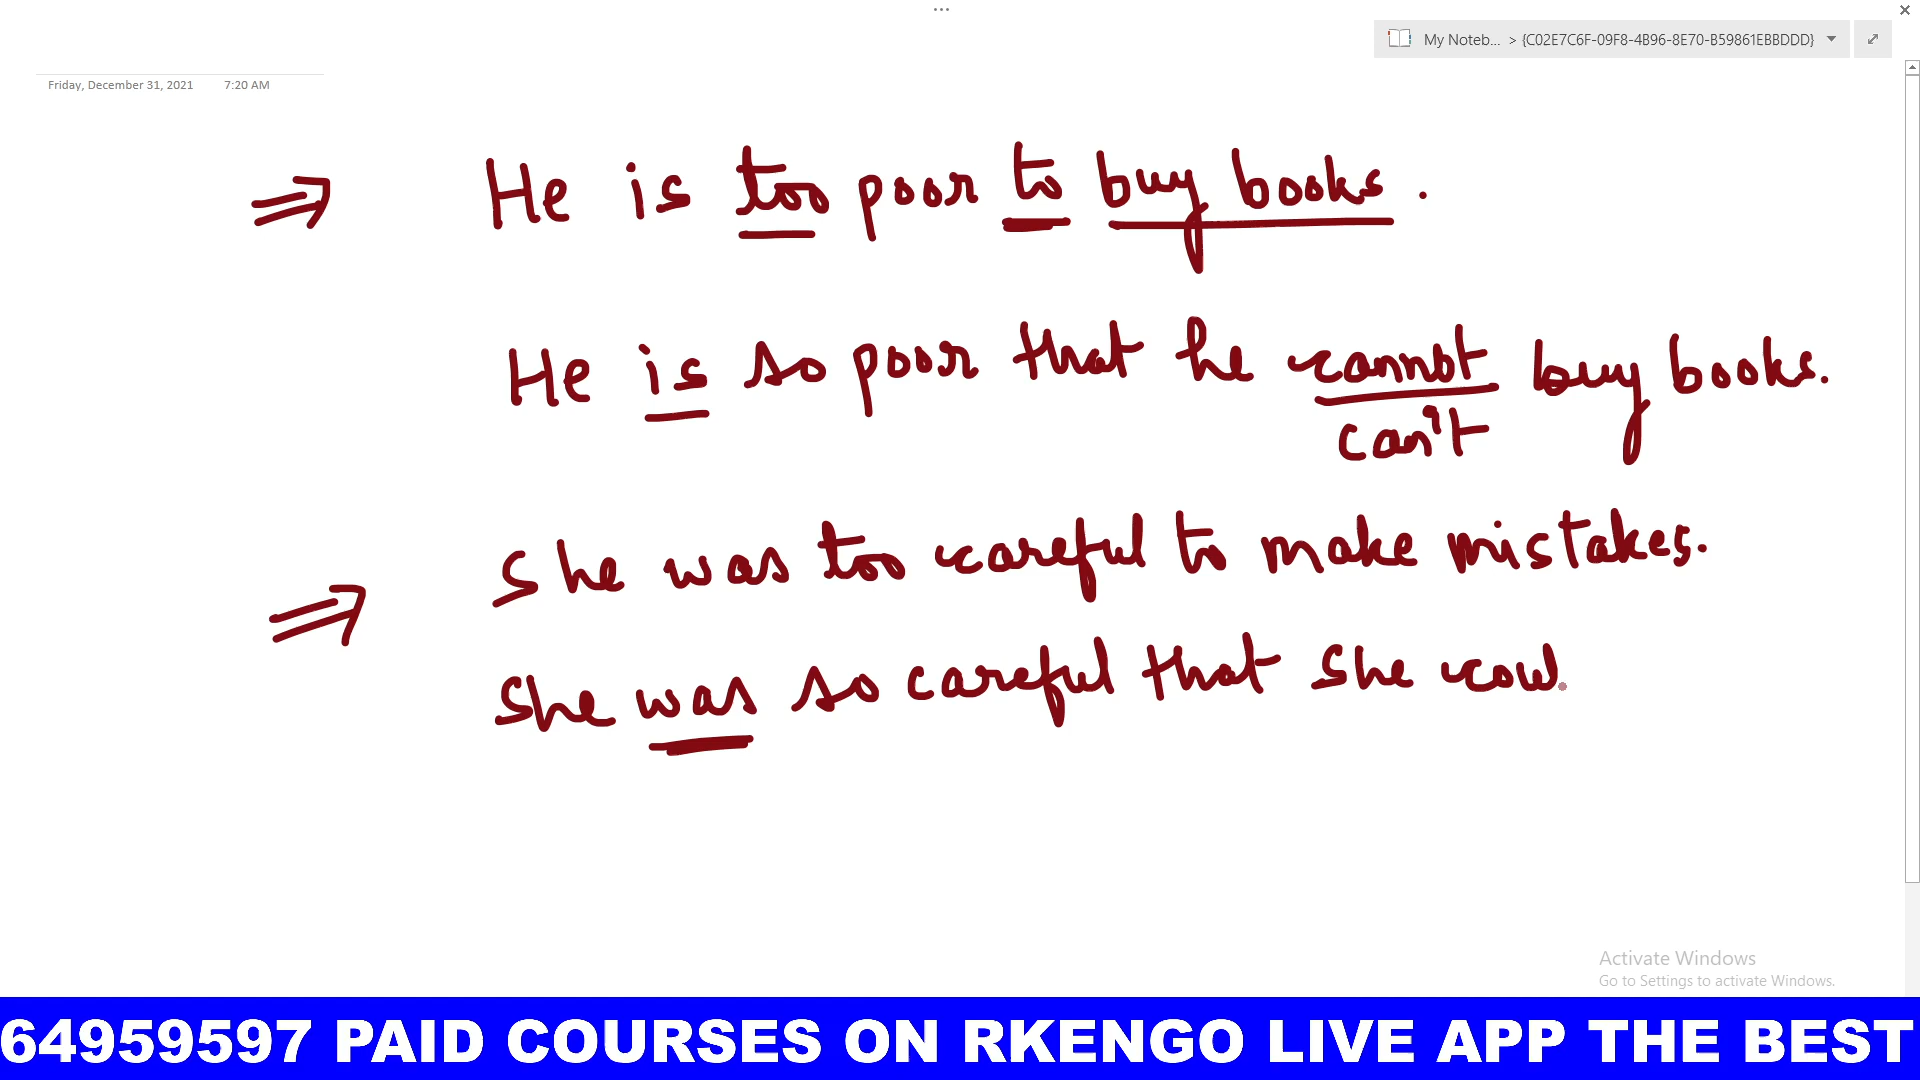 ...
My Noteb... > {C02E7C6F-09F8-4B96-8E70-B59861EBBDDD}
Friday, December 31, 2021 7:20 AM
⇒ He is too poor to buy books.
He is so poor that he cannot buy books.
can't
She was too careful to make mistakes.
⇒ She was so careful that she coul
Activate Windows
Go to Settings to activate Windows.
64959597 PAID COURSES ON RKENGO LIVE APP THE BEST